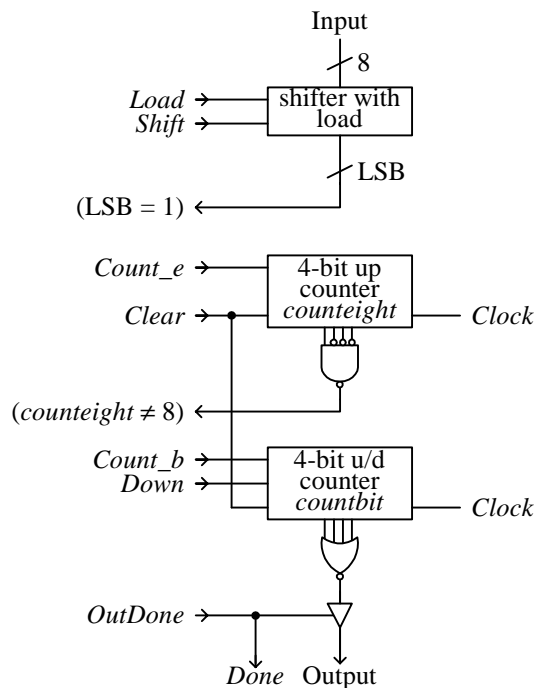 Input
8
Load
shifter with
load
Shift
LSB
(LSB = 1)
Count_e
4-bit up
counter
counteight
Clear
Clock
(counteight ≠ 8)
Count_b
4-bit u/d
counter
countbit
Down
Clock
OutDone
Done
Output